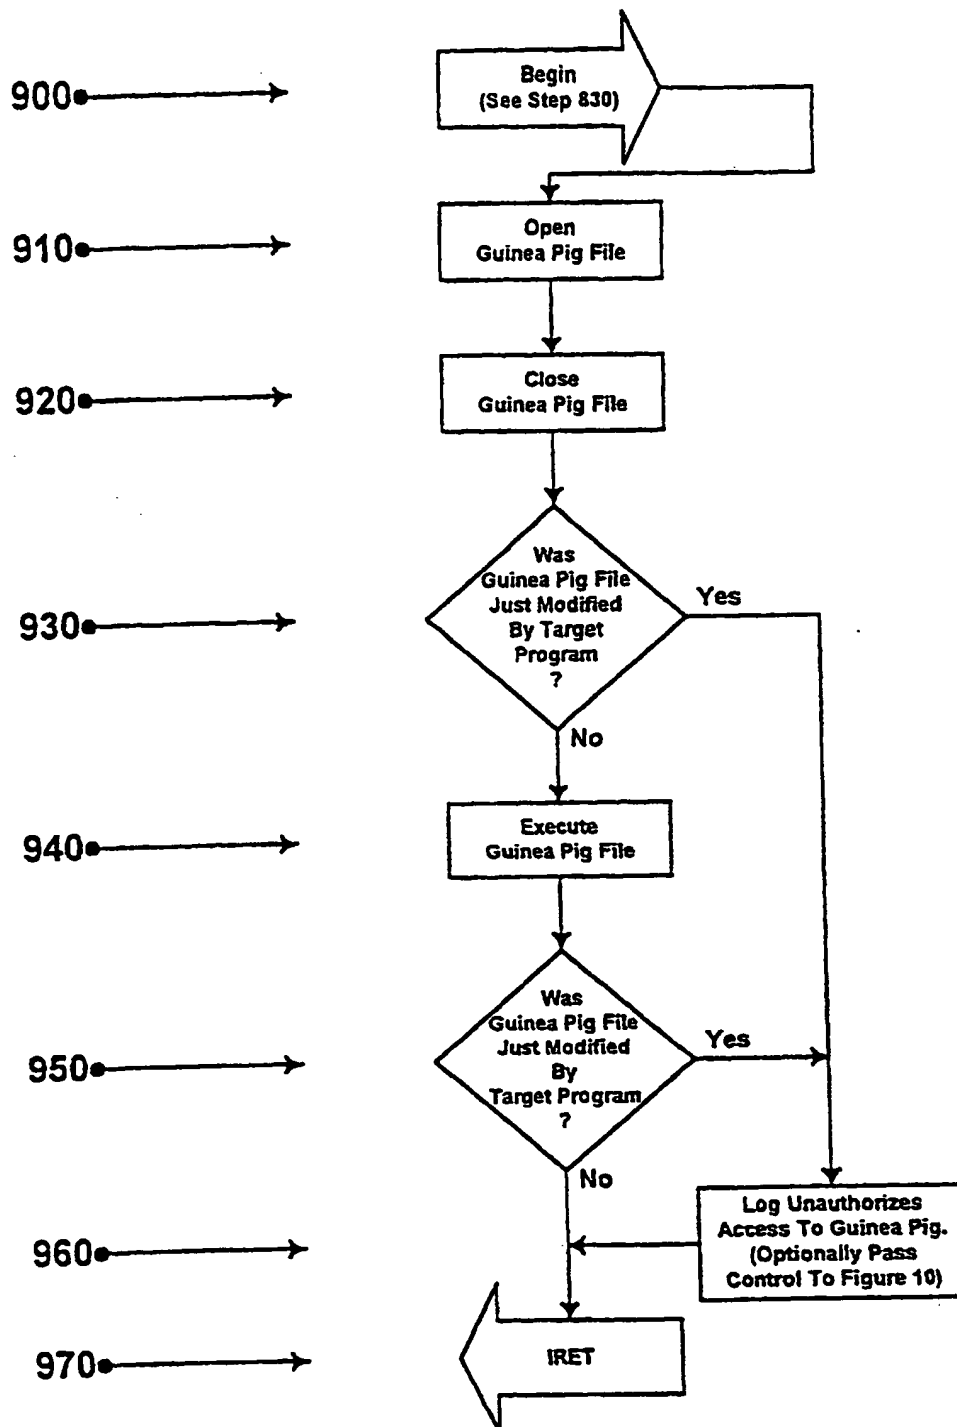 900
Begin
(See Step 830)
910
Open
Guinea Pig File
920
Close
Guinea Pig File
930
Was
Guinea Pig File
Just Modified
By Target
Program
?
Yes
No
940
Execute
Guinea Pig File
950
Was
Guinea Pig File
Just Modified
By
Target Program
?
Yes
No
960
Log Unauthorizes
Access To Guinea Pig.
(Optionally Pass
Control To Figure 10)
970
IRET